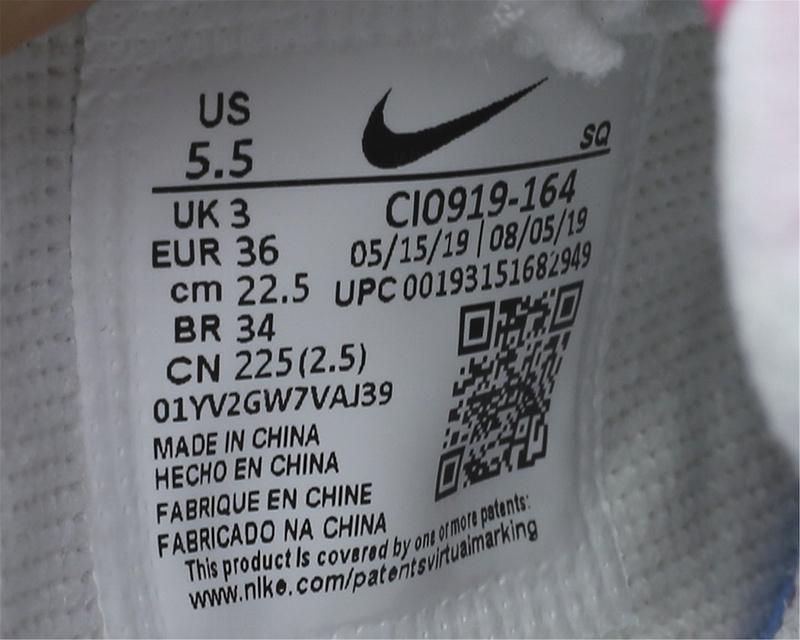 US
5.5
SQ
UK 3
EUR 36
cm 22.5
BR 34
CN 225(2.5)
CI0919-164
05/15/19 | 08/05/19
UPC 00193151682949
01YV2GW7VAJ39
MADE IN CHINA
HECHO EN CHINA
FABRIQUE EN CHINE
FABRICADO NA CHINA
This product is covered by one or more patents:
www.nike.com/patentsvirtualmarking